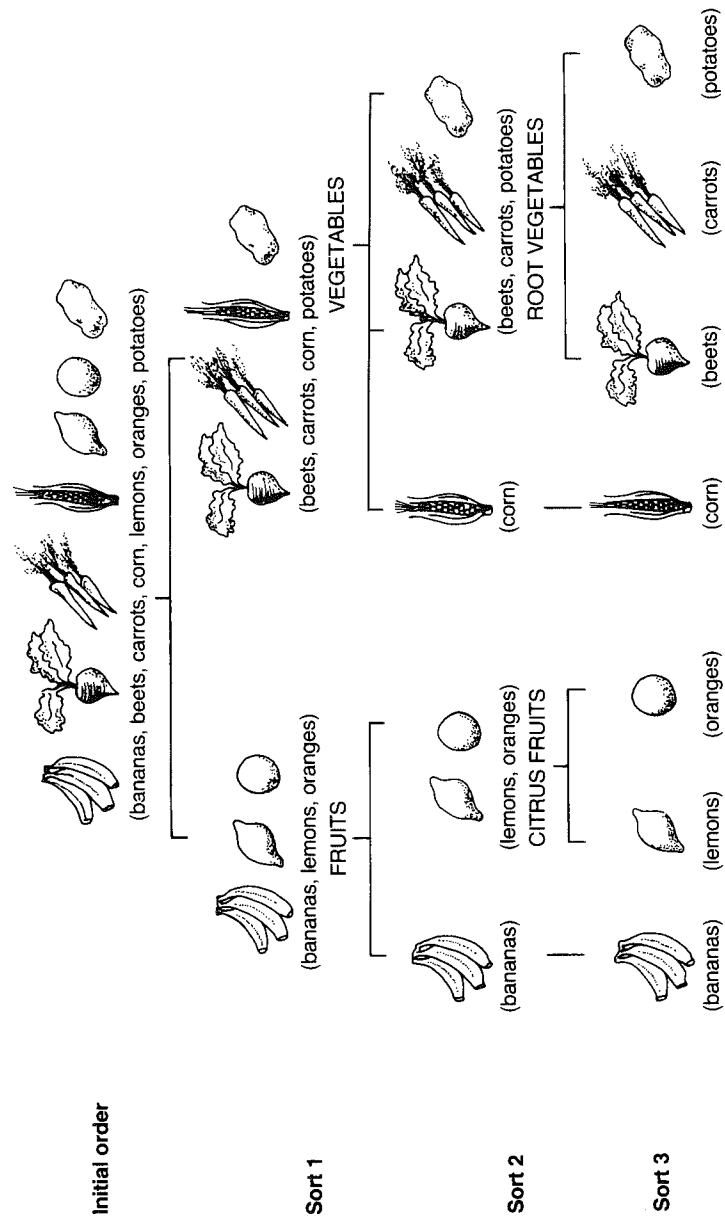 Initial order
(bananas, beets, carrots, corn, lemons, oranges, potatoes)
Sort 1
(bananas, lemons, oranges)
FRUITS
(beets, carrots, corn, potatoes)
VEGETABLES
Sort 2
(bananas)
(lemons, oranges)
CITRUS FRUITS
(corn)
(beets, carrots, potatoes)
ROOT VEGETABLES
Sort 3
(bananas)
(lemons)
(oranges)
(corn)
(beets)
(carrots)
(potatoes)